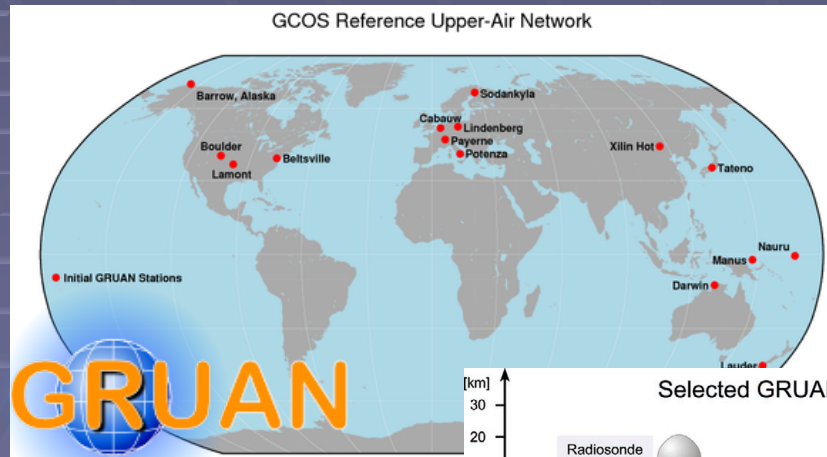 GCOS Reference Upper-Air Network
Barrow, Alaska
Sodankyla
Cabauw
Lindenberg
Payerne
Potenza
Boulder
Lamont
Beltsville
Xilin Hot
Tateno
Nauru
Manus
Darwin
Initial GRUAN Stations
Lauder
GRUAN
[km]
30
20
Selected GRUA
Radiosonde